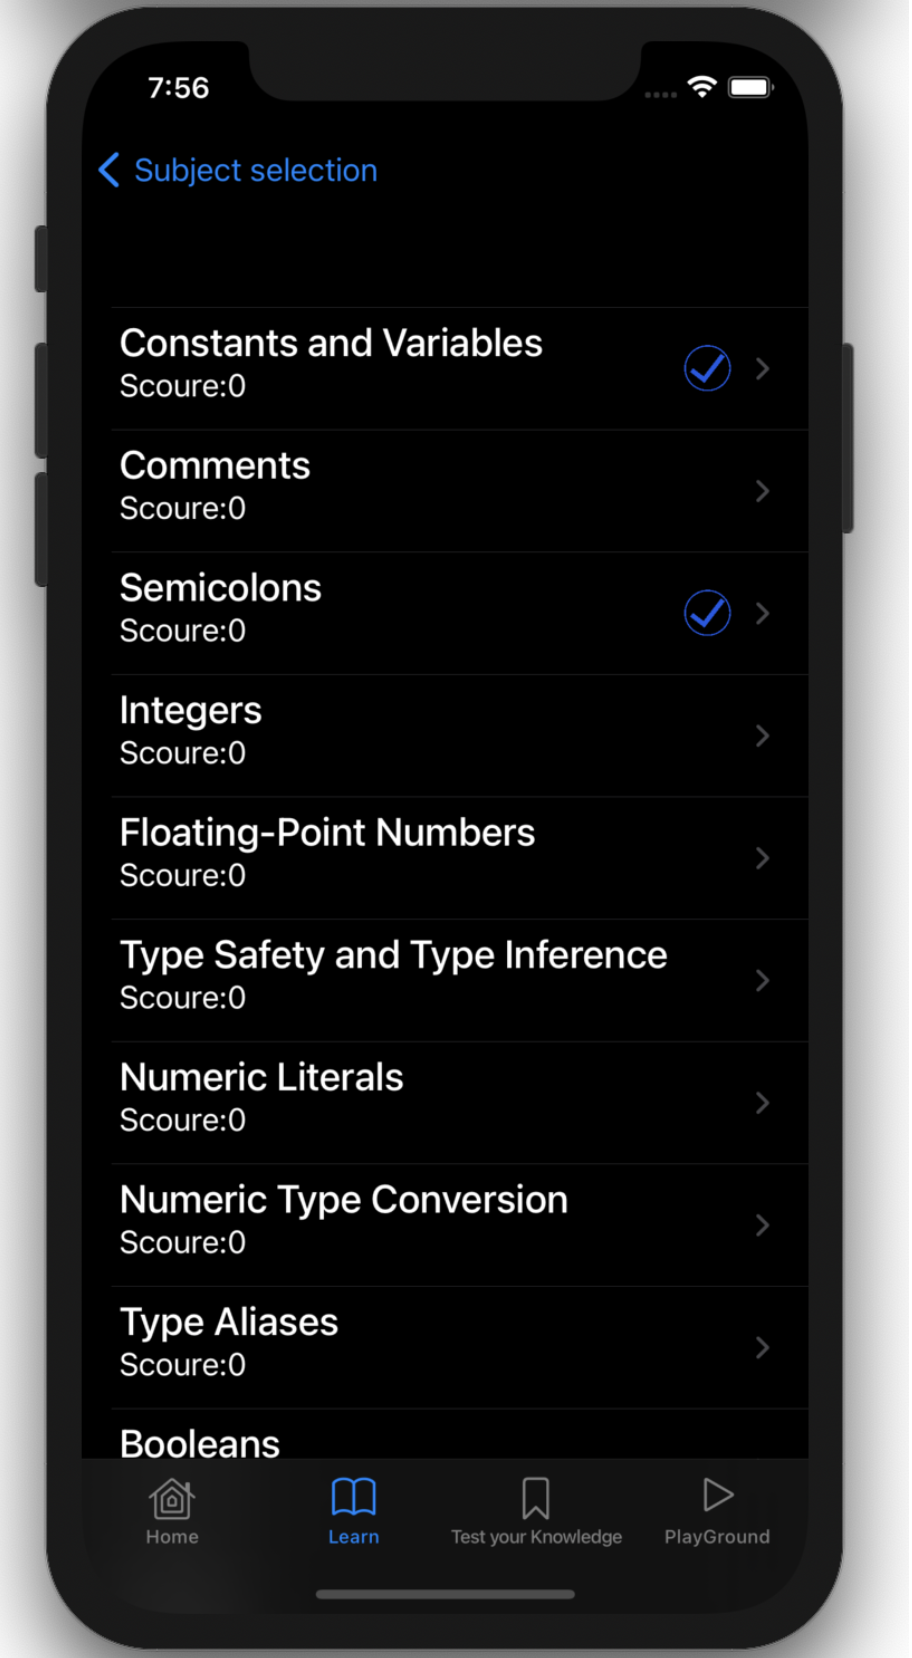 7:56
Subject selection
Constants and Variables
Scoure:0
Comments
Scoure:0
Semicolons
Scoure:0
Integers
Scoure:0
Floating-Point Numbers
Scoure:0
Type Safety and Type Inference
Scoure:0
Numeric Literals
Scoure:0
Numeric Type Conversion
Scoure:0
Type Aliases
Scoure:0
Booleans
Home
Learn
Test your Knowledge
PlayGround